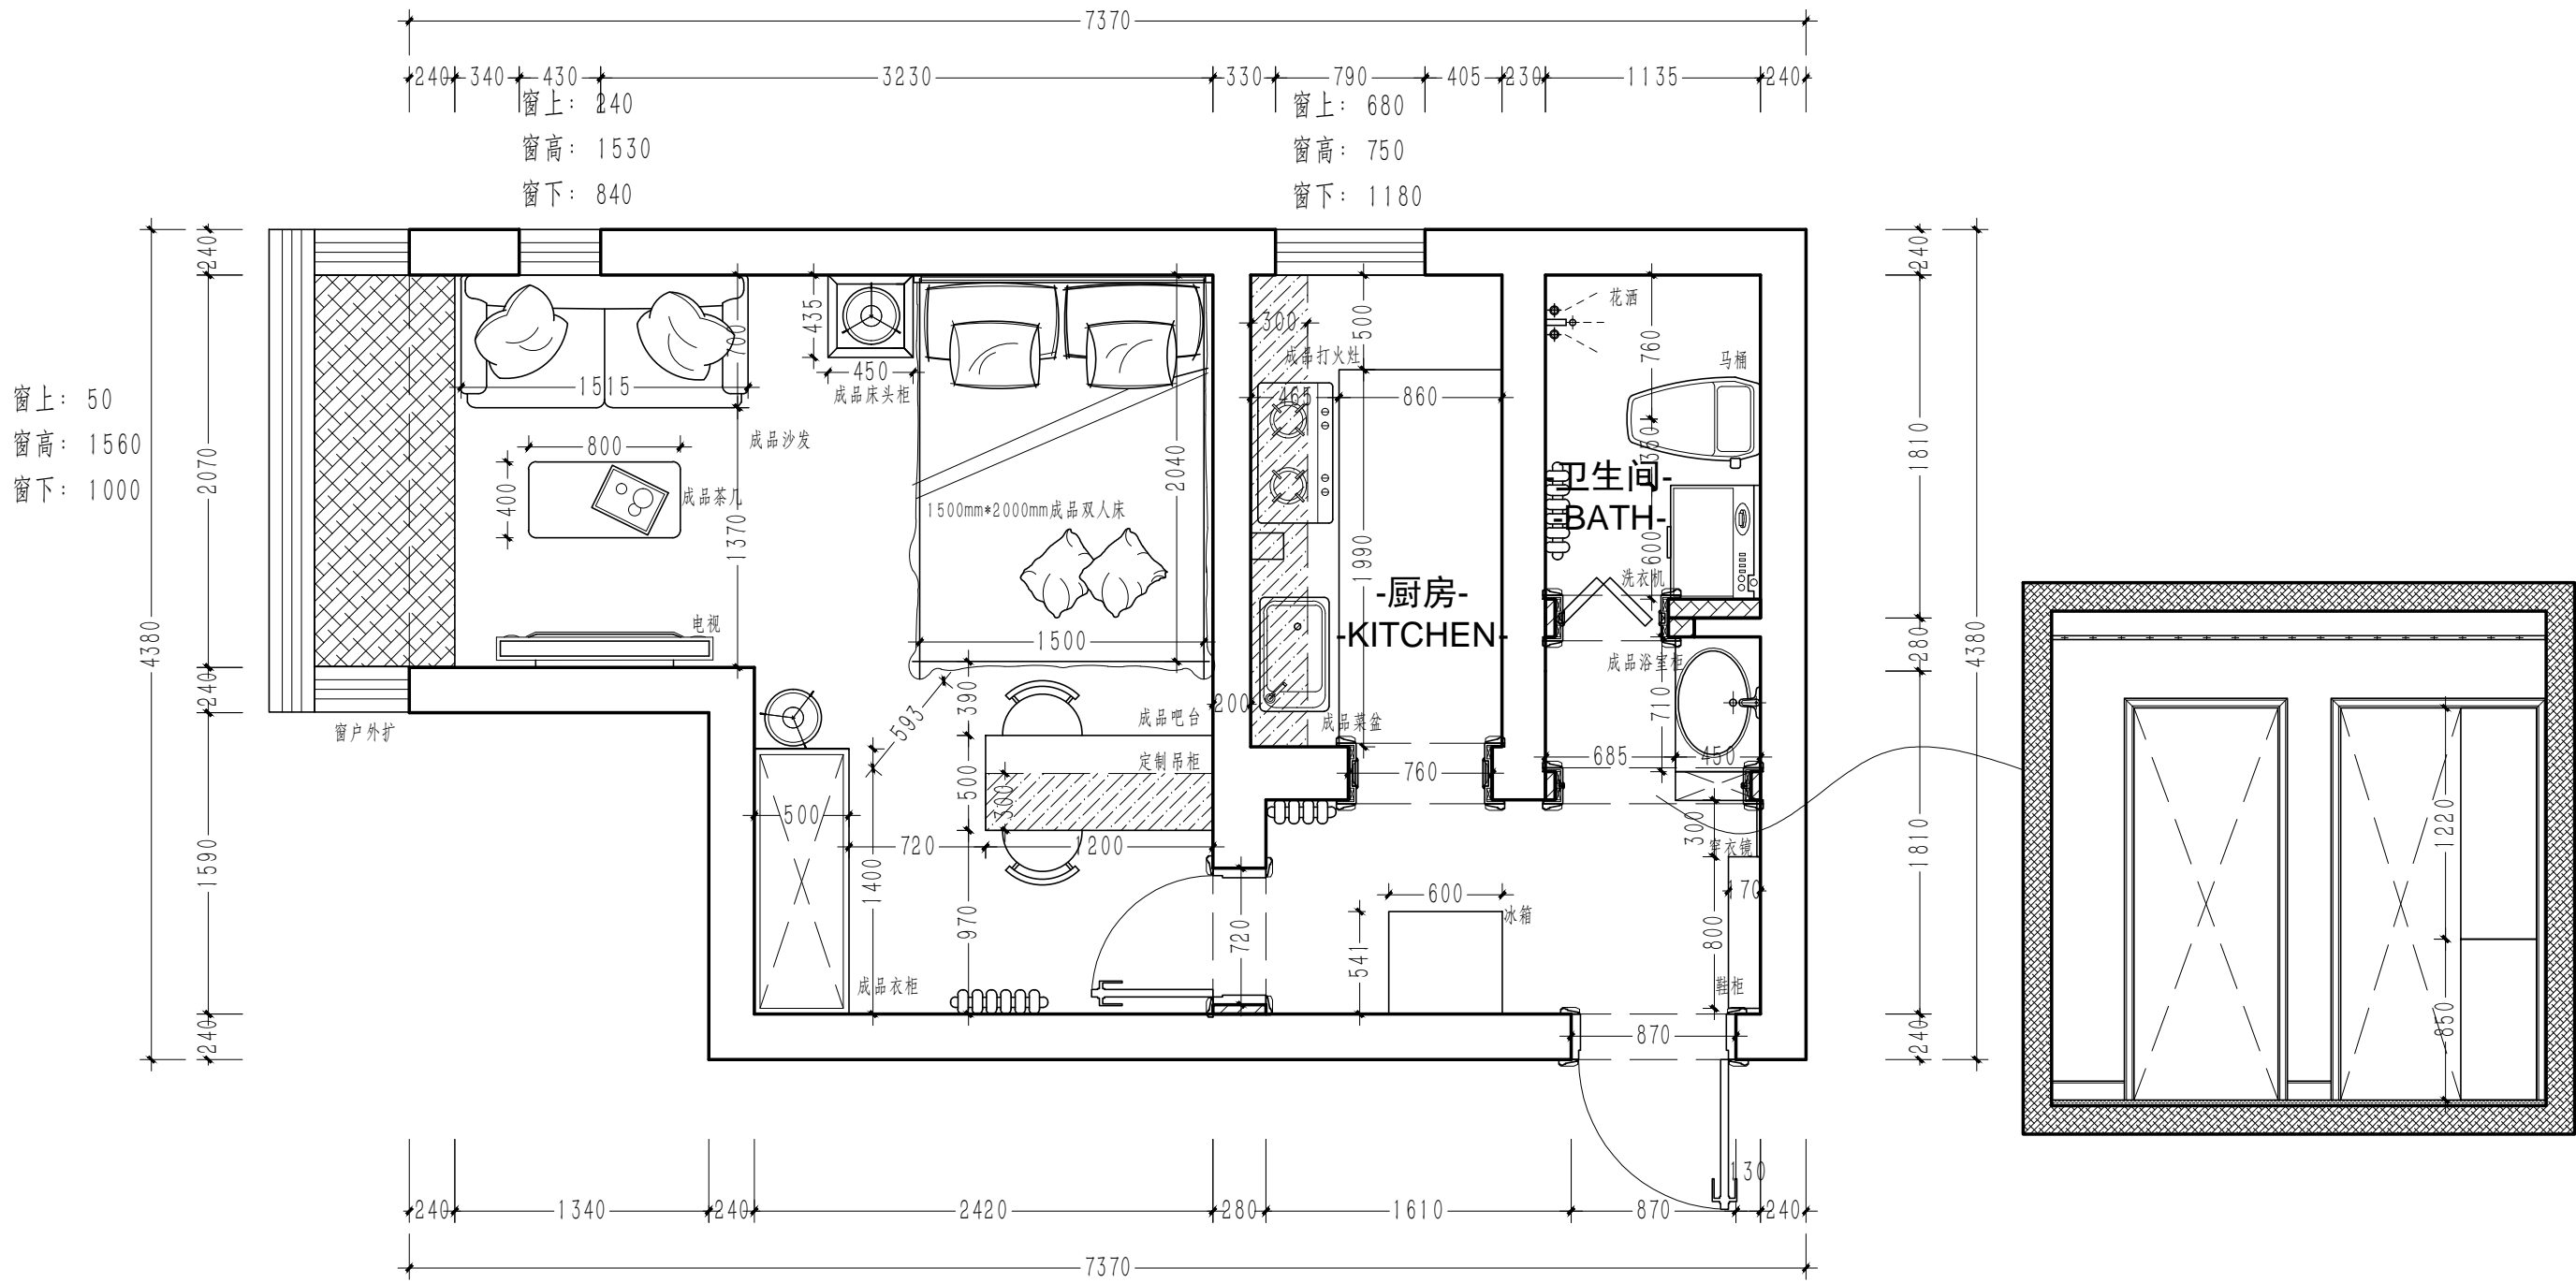 7370
240 340 430 3230 330 790 405 230 1135 240
窗上: 240
窗高: 1530
窗下: 840
窗上: 680
窗高: 750
窗下: 1180
窗上: 50
窗高: 1560
窗下: 1000
4380
240
2070
240
1590
240
窗户外扩
700
1515
成品沙发
800
400
成品茶几
1370
电视
435
450
成品床头柜
2040
1500mm*2000mm成品双人床
1500
390
593
成品吧台
定制吊柜
500
300
500
720
1200
1400
970
成品衣柜
200
720
300
500
成品打火灶
465
860
1990
-厨房-
-KITCHEN-
成品菜盆
760
花洒
760
马桶
350
-卫生间-
-BATH-
600
洗衣机
成品浴室柜
710
685
450
300
穿衣镜
170
800
鞋柜
600
冰箱
541
870
130
240
1810
280
1810
240
4380
1220
850
240 1340 240 2420 280 1610 870 240
7370